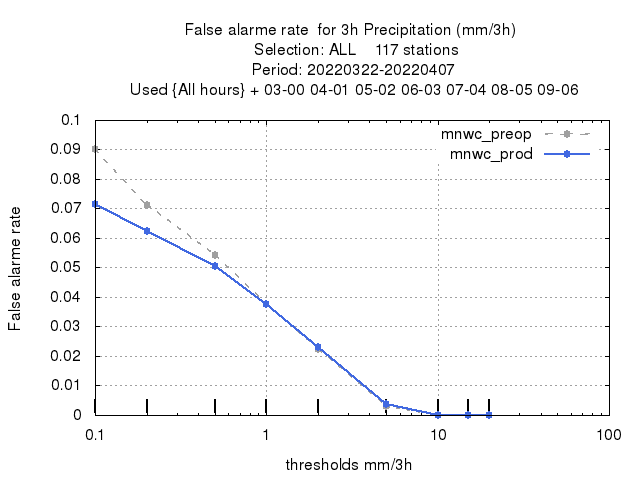 False alarme rate  for 3h Precipitation (mm/3h)
Selection: ALL    117 stations
Period: 20220322-20220407
Used {All hours} + 03-00 04-01 05-02 06-03 07-04 08-05 09-06
mnwc_preop
mnwc_prod
False alarme rate
0.1
0.09
0.08
0.07
0.06
0.05
0.04
0.03
0.02
0.01
0
0.1 1 10 100
thresholds mm/3h